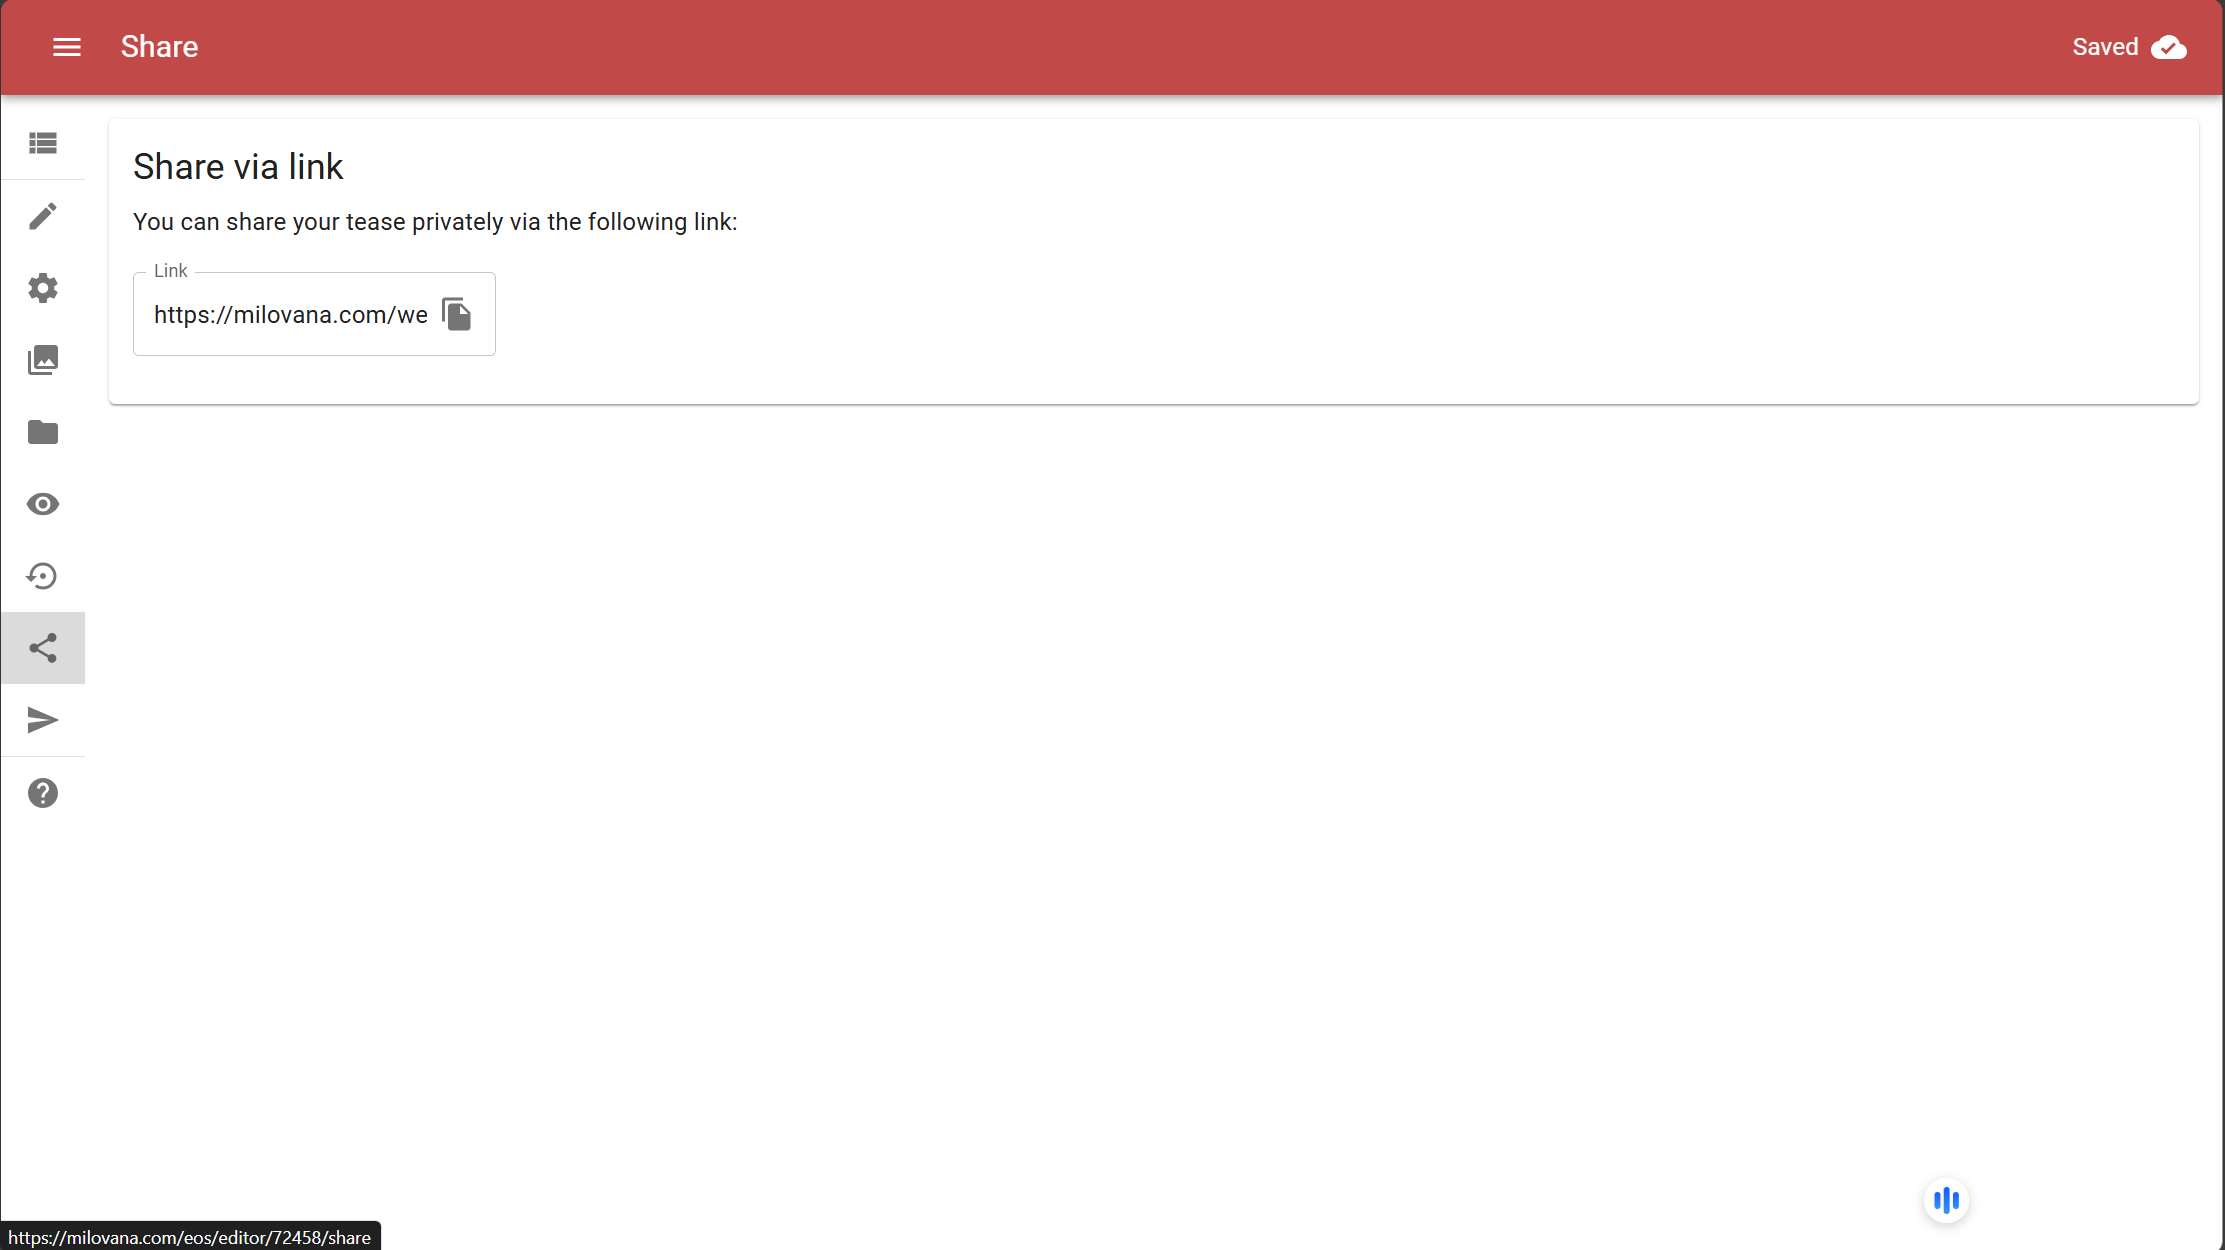 Share
Saved
Share via link
You can share your tease privately via the following link:
Link
https://milovana.com/we
https://milovana.com/eos/editor/72458/share